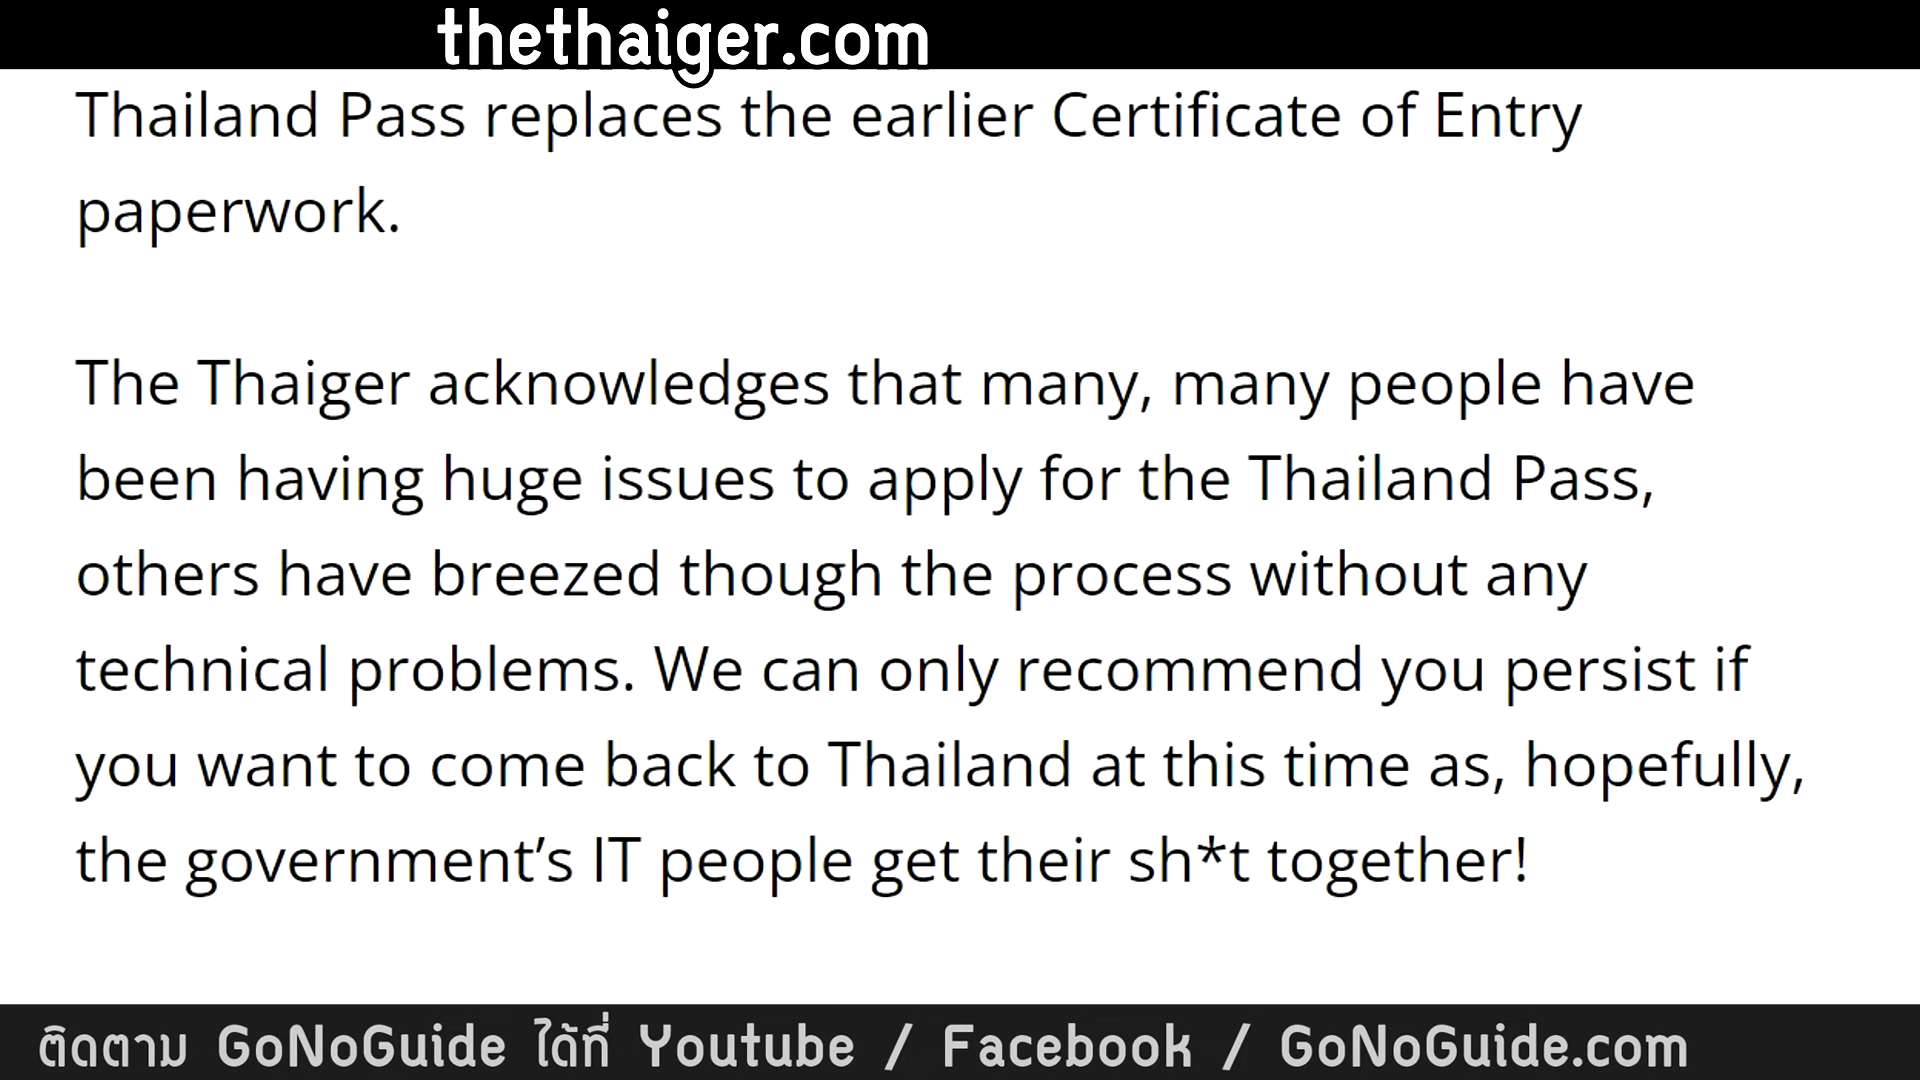 thethaiger.com
Thailand Pass replaces the earlier Certificate of Entry
paperwork.
The Thaiger acknowledges that many, many people have
been having huge issues to apply for the Thailand Pass,
others have breezed though the process without any
technical problems. We can only recommend you persist if
you want to come back to Thailand at this time as, hopefully,
the government’s IT people get their sh*t together!
ติดตาม GoNoGuide ได้ที่ Youtube / Facebook / GoNoGuide.com